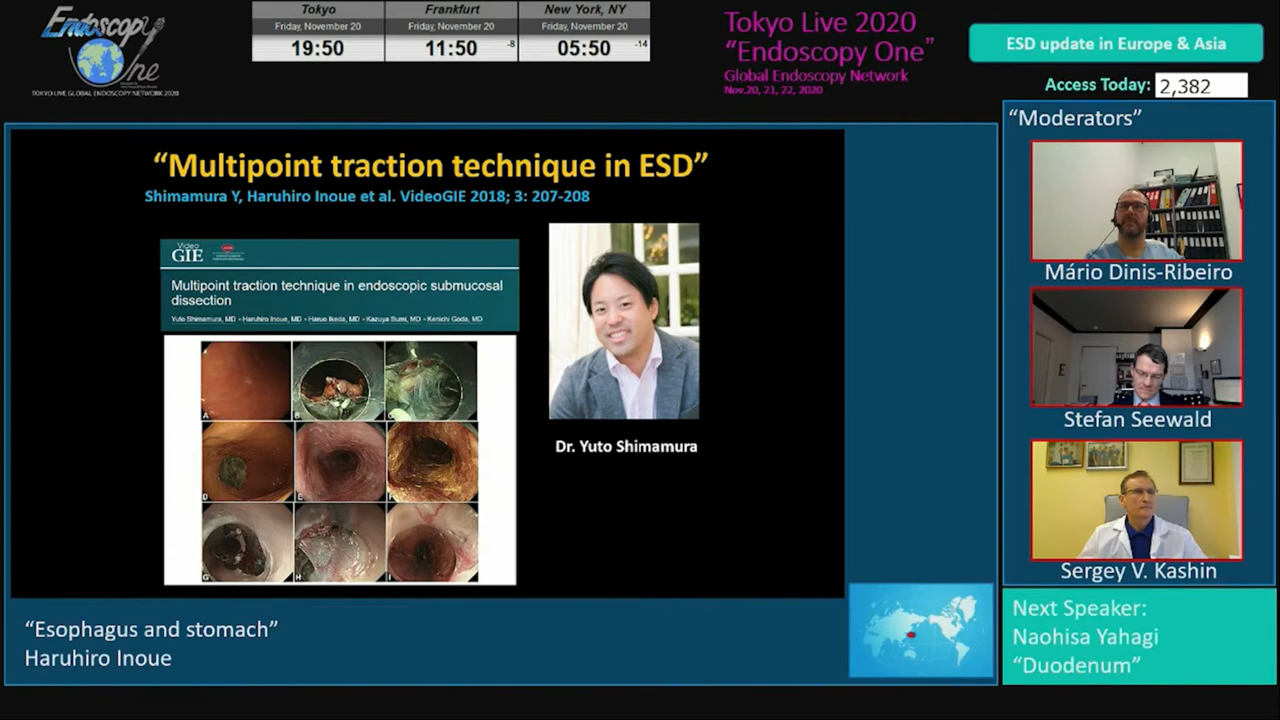 Endoscopy
One
TOKYO LIVE GLOBAL ENDOSCOPY NETWORK 2020
Tokyo
Friday, November 20
19:50
Frankfurt
Friday, November 20
11:50 -8
New York, NY
Friday, November 20
05:50 -14
Tokyo Live 2020
“Endoscopy One”
Global Endoscopy Network
Nov.20, 21, 22, 2020
ESD update in Europe & Asia
Access Today: 2,382
“Multipoint traction technique in ESD”
Shimamura Y, Haruhiro Inoue et al. VideoGIE 2018; 3: 207-208
Video
GIE
Multipoint traction technique in endoscopic submucosal
dissection
Yuto Shimamura, MD • Haruhiro Inoue, MD • Haruo Ikeda, MD • Kazuya Sumi, MD • Kenichi Goda, MD
A
B
C
D
E
F
G
H
I
Dr. Yuto Shimamura
“Moderators”
Mário Dinis-Ribeiro
Stefan Seewald
Sergey V. Kashin
“Esophagus and stomach”
Haruhiro Inoue
Next Speaker:
Naohisa Yahagi
“Duodenum”